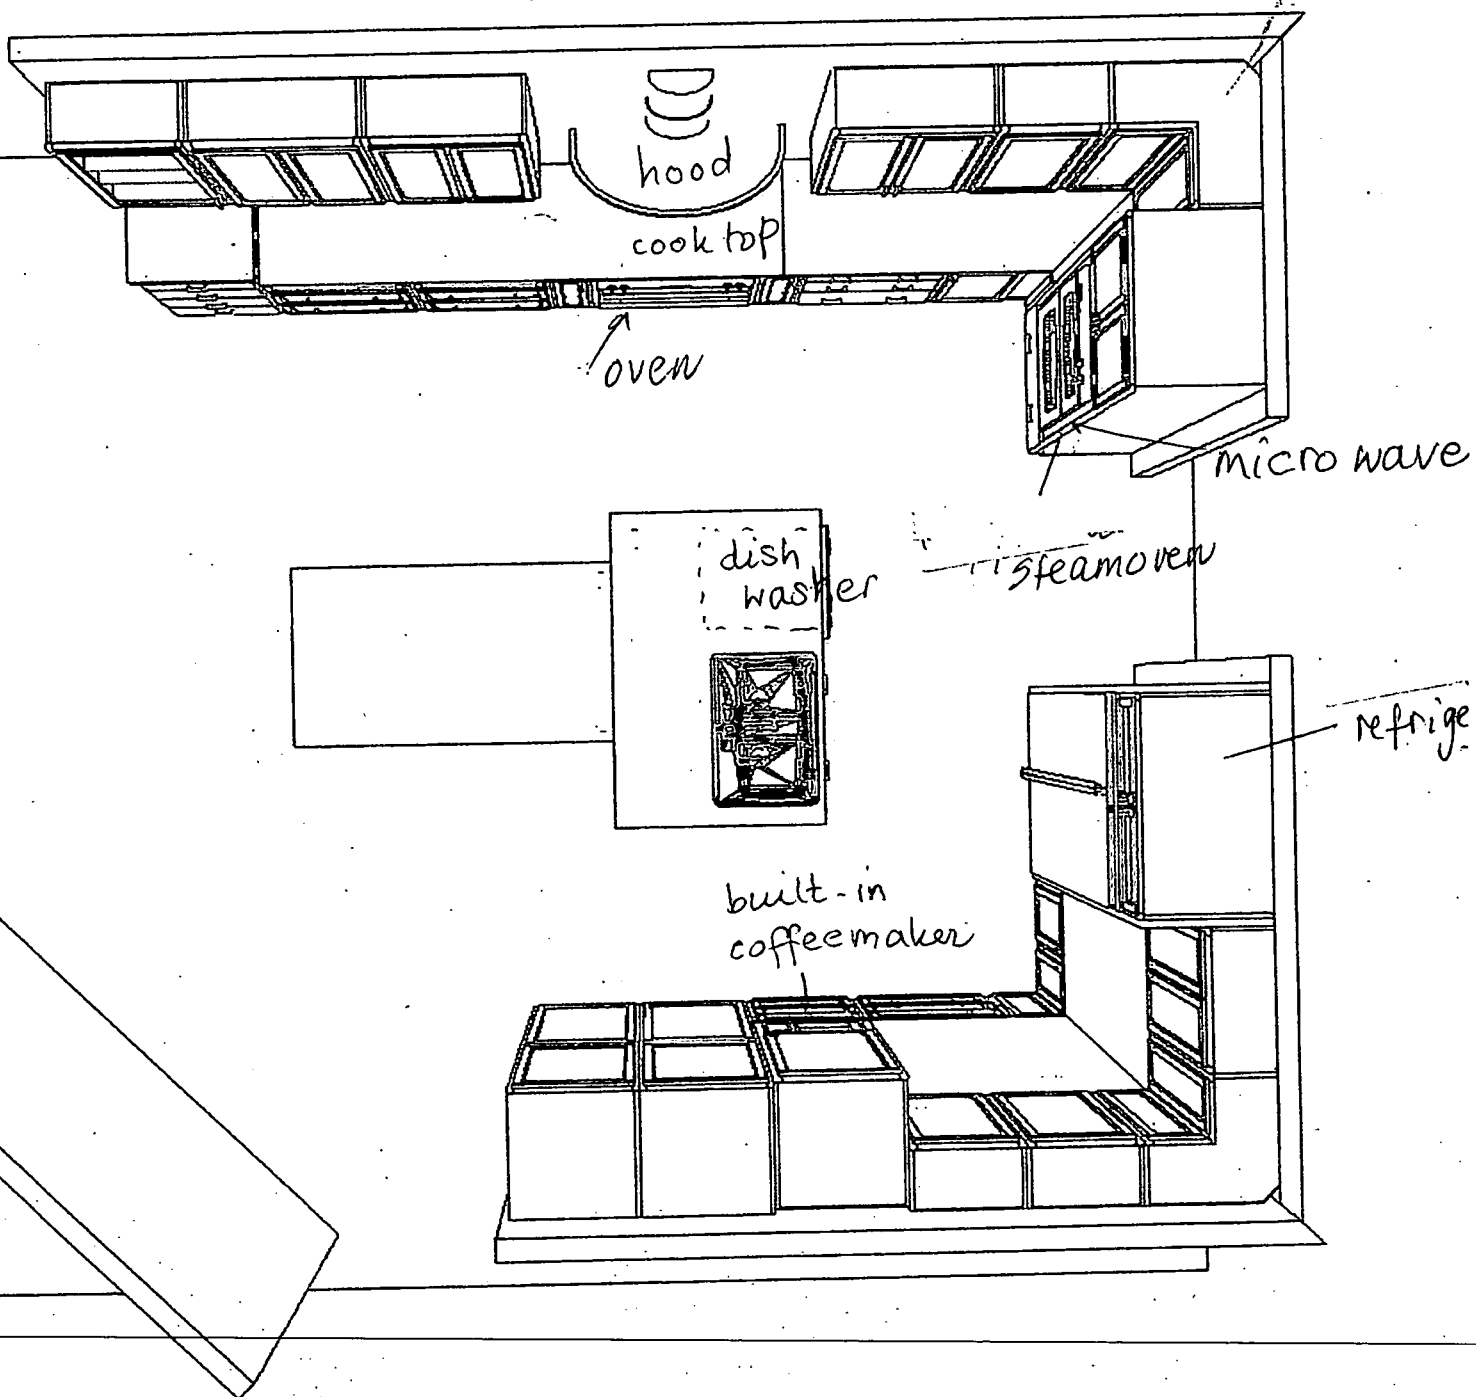 hood
cook top
oven
micro wave
steamoven
dish
washer
refrige
built-in
coffeemaker